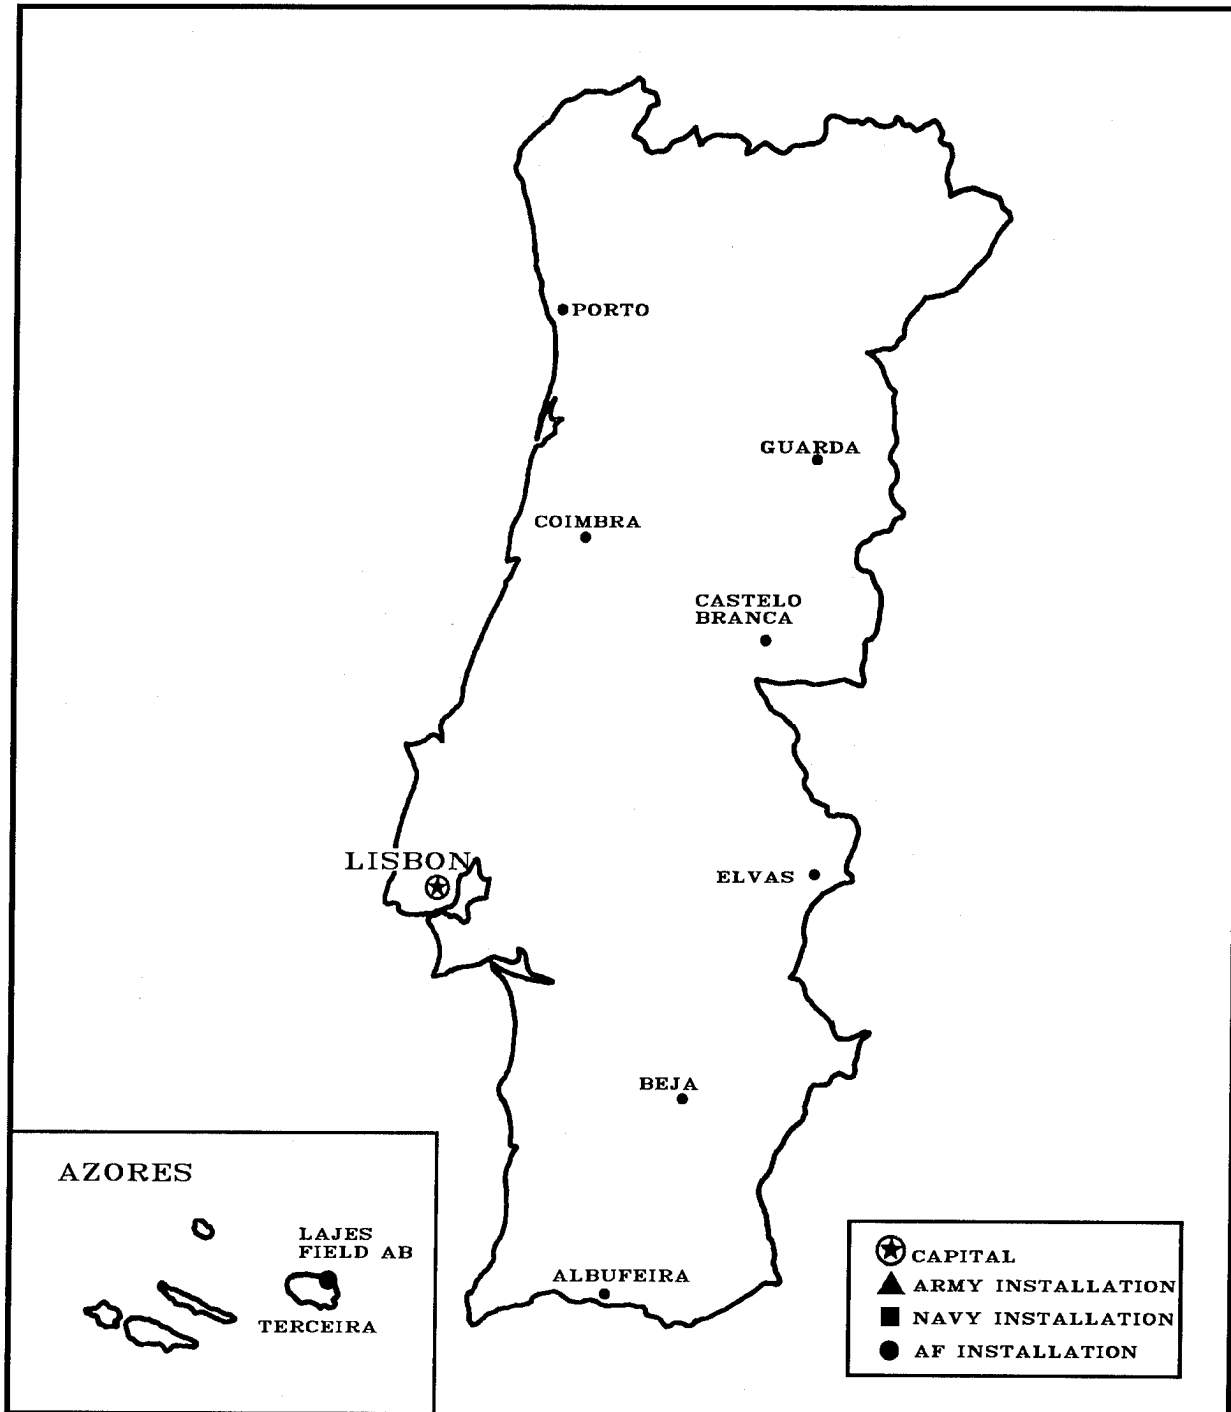 PORTO
GUARDA
COIMBRA
CASTELO
BRANCA
LISBON
ELVAS
BEJA
ALBUFEIRA
AZORES
LAJES
FIELD AB
TERCEIRA
CAPITAL
ARMY INSTALLATION
NAVY INSTALLATION
AF INSTALLATION